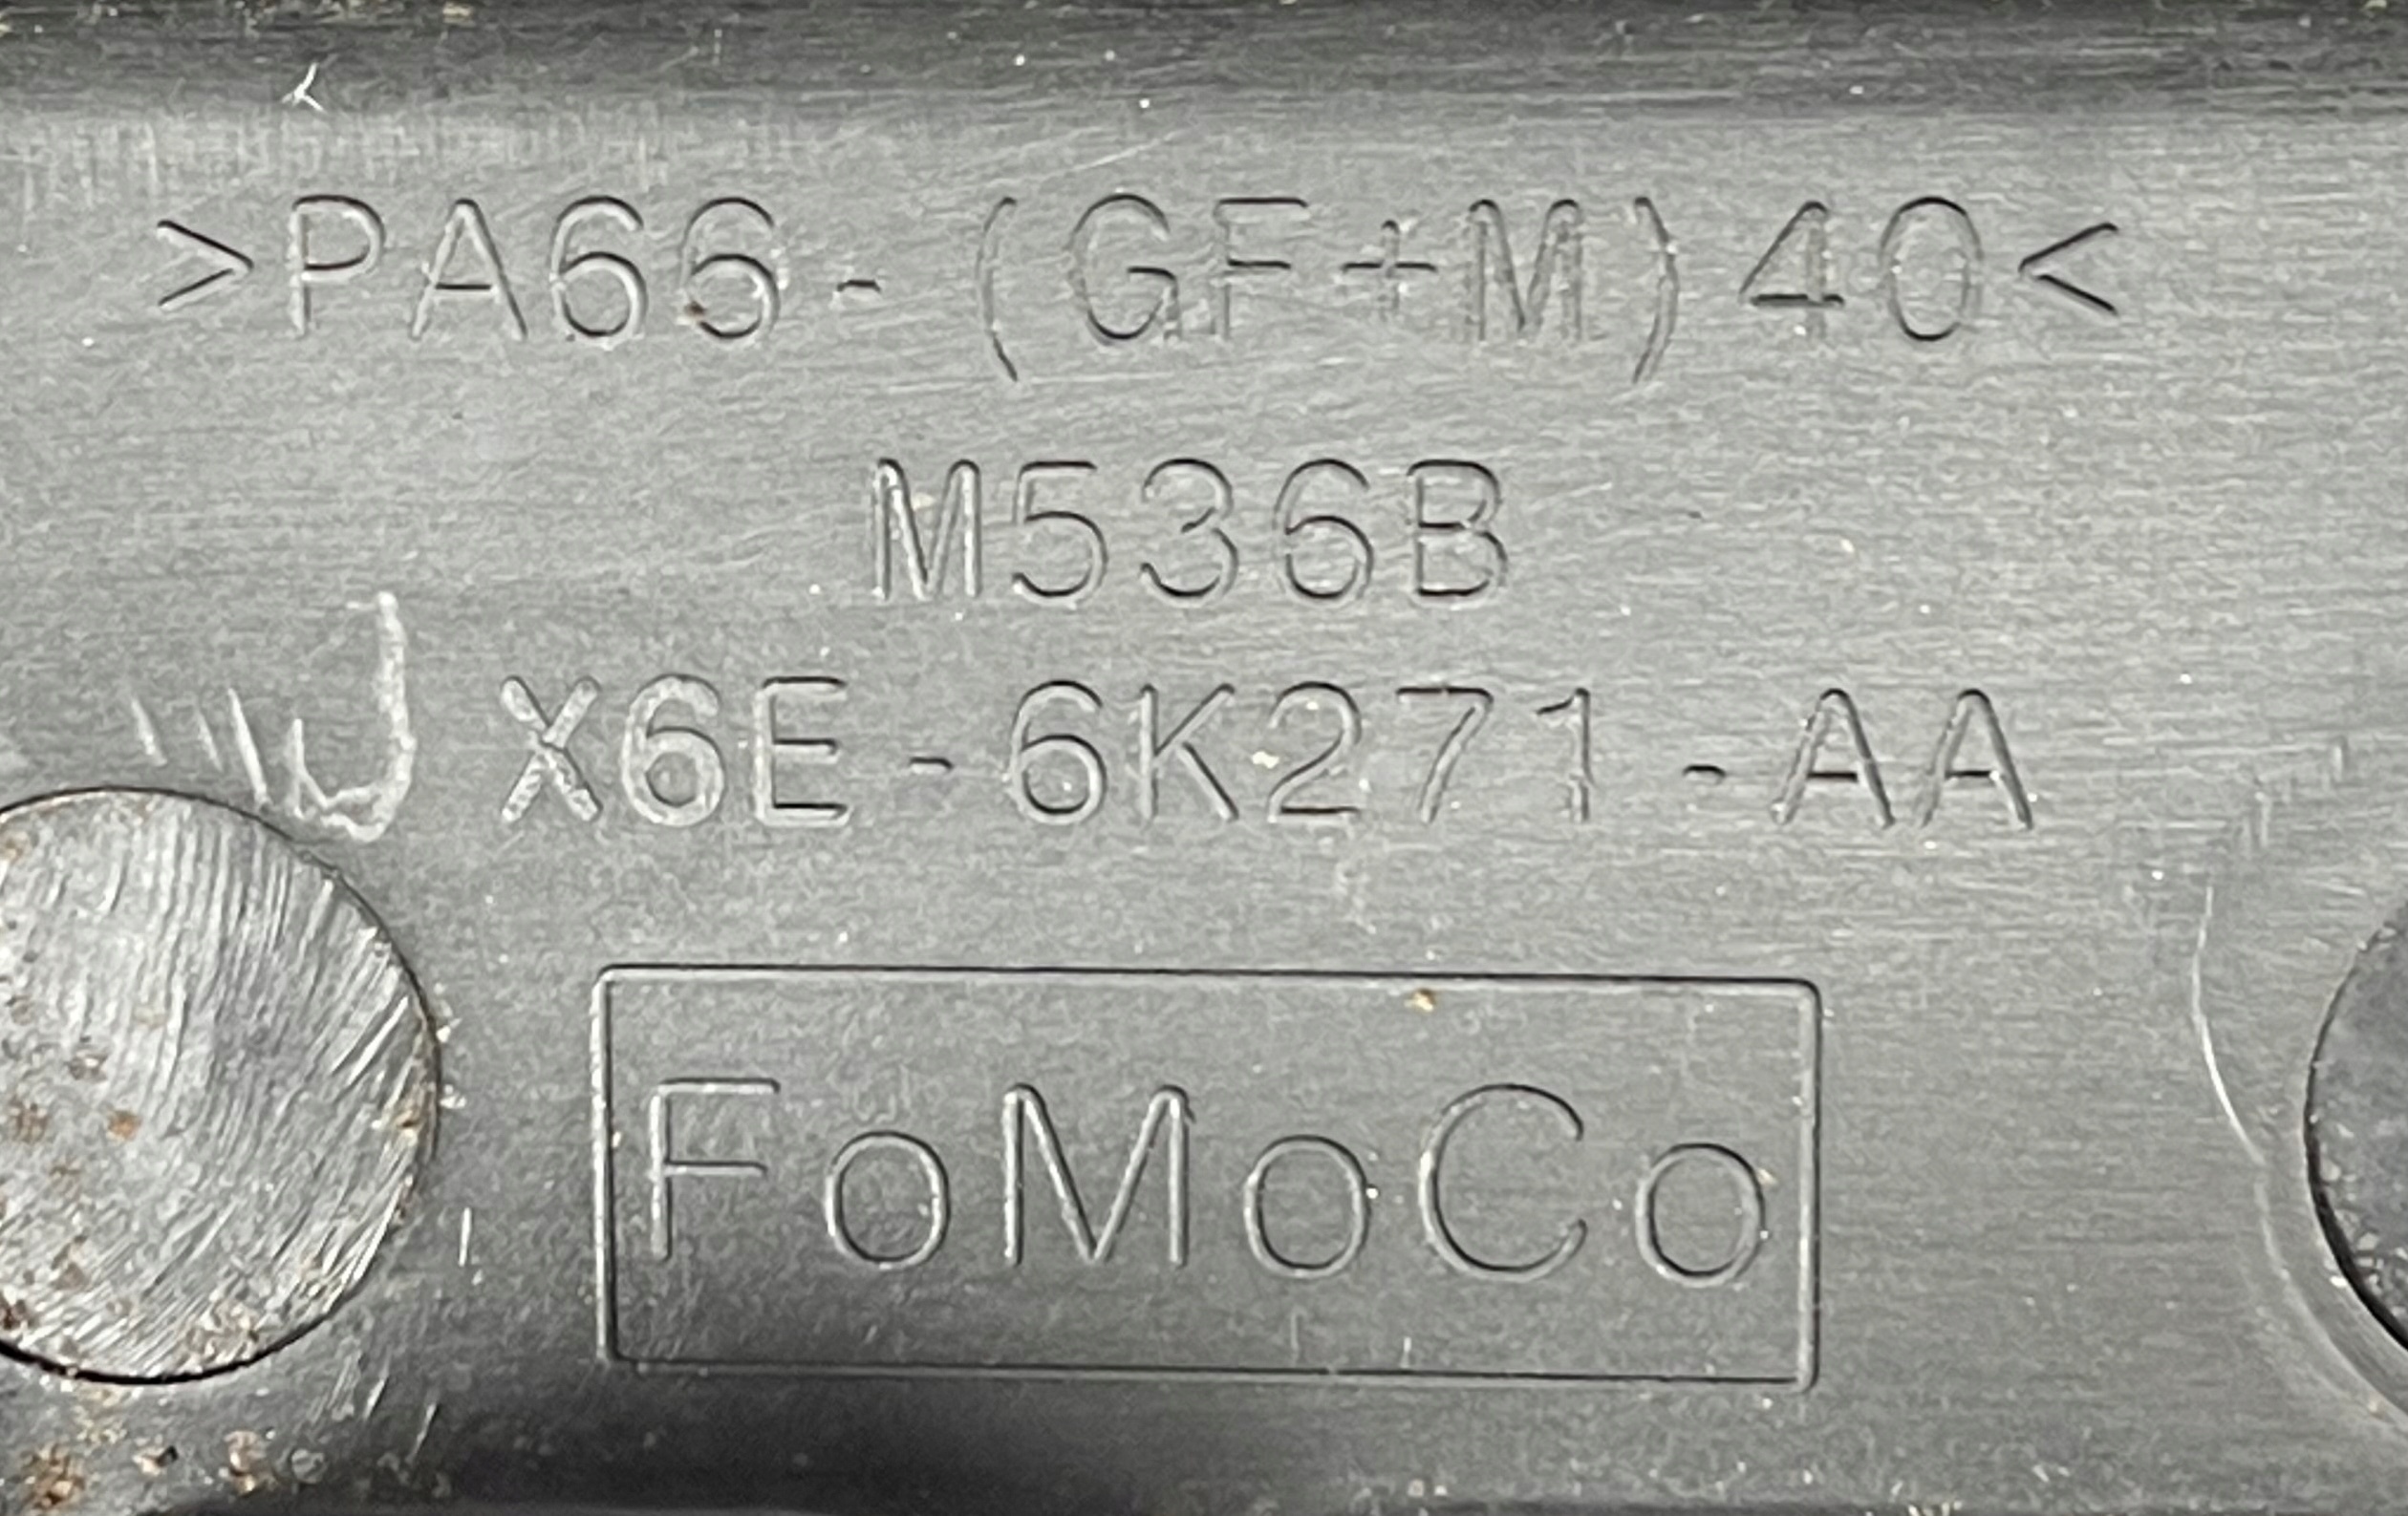 >PA66-(GF+M)40<
M536B
X6E-6K271-AA
FoMoCo